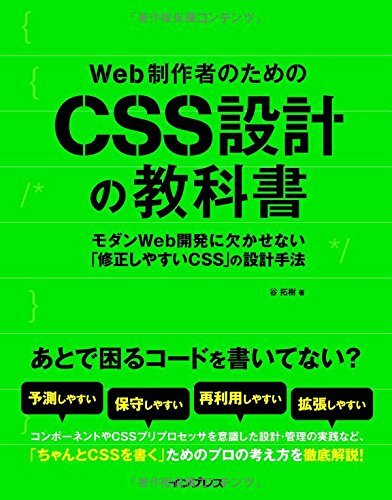 「著作権保護コンテンツ」
Web制作者のための
CSS設計
の教科書
モダンWeb開発に欠かせない
「修正しやすいCSS」の設計手法
谷 拓樹 著
あとで困るコードを書いてない?
予測しやすい 保守しやすい 再利用しやすい 拡張しやすい
コンポーネントやCSSプリプロセッサを意識した設計・管理の実践など、
「ちゃんとCSSを書く」ためのプロの考え方を徹底解説!
インプレス
「著作権保護コンテンツ」
{
{
/*
*/
}
}